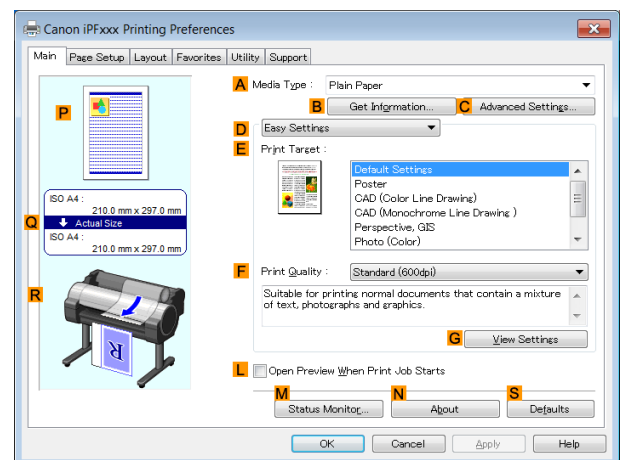 Canon iPFxxx Printing Preferences
Main Page Setup Layout Favorites Utility Support
A Media Type : Plain Paper
B Get Information... C Advanced Settings...
D Easy Settings
E Print Target :
Default Settings
Poster
CAD (Color Line Drawing)
CAD (Monochrome Line Drawing )
Perspective, GIS
Photo (Color)
P
Q
ISO A4 :
210.0 mm x 297.0 mm
Actual Size
ISO A4 :
210.0 mm x 297.0 mm
R
F Print Quality : Standard (600dpi)
Suitable for printing normal documents that contain a mixture
of text, photographs and graphics.
G View Settings
L Open Preview When Print Job Starts
M N S
Status Monitor... About Defaults
OK Cancel Apply Help